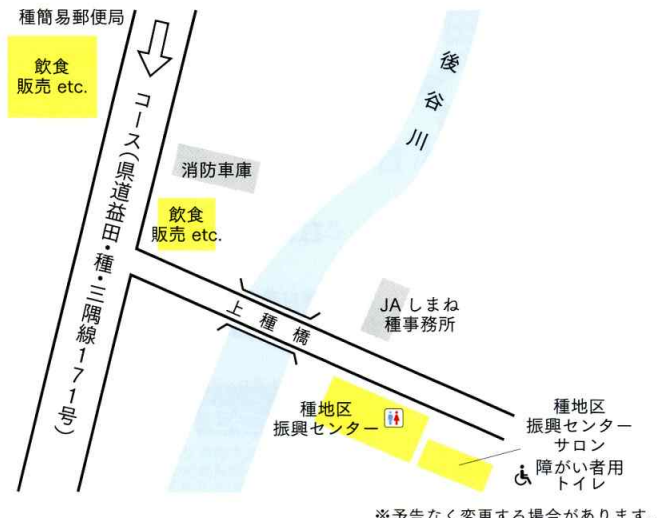 種簡易郵便局
飲食
販売 etc.
コース(県道益田・種・三隅線171号)
後谷川
消防車庫
飲食
販売 etc.
上種橋
JA しまね
種事務所
種地区
振興センター
種地区
振興センター
サロン
障がい者用
トイレ
※予告なく変更する場合があります。